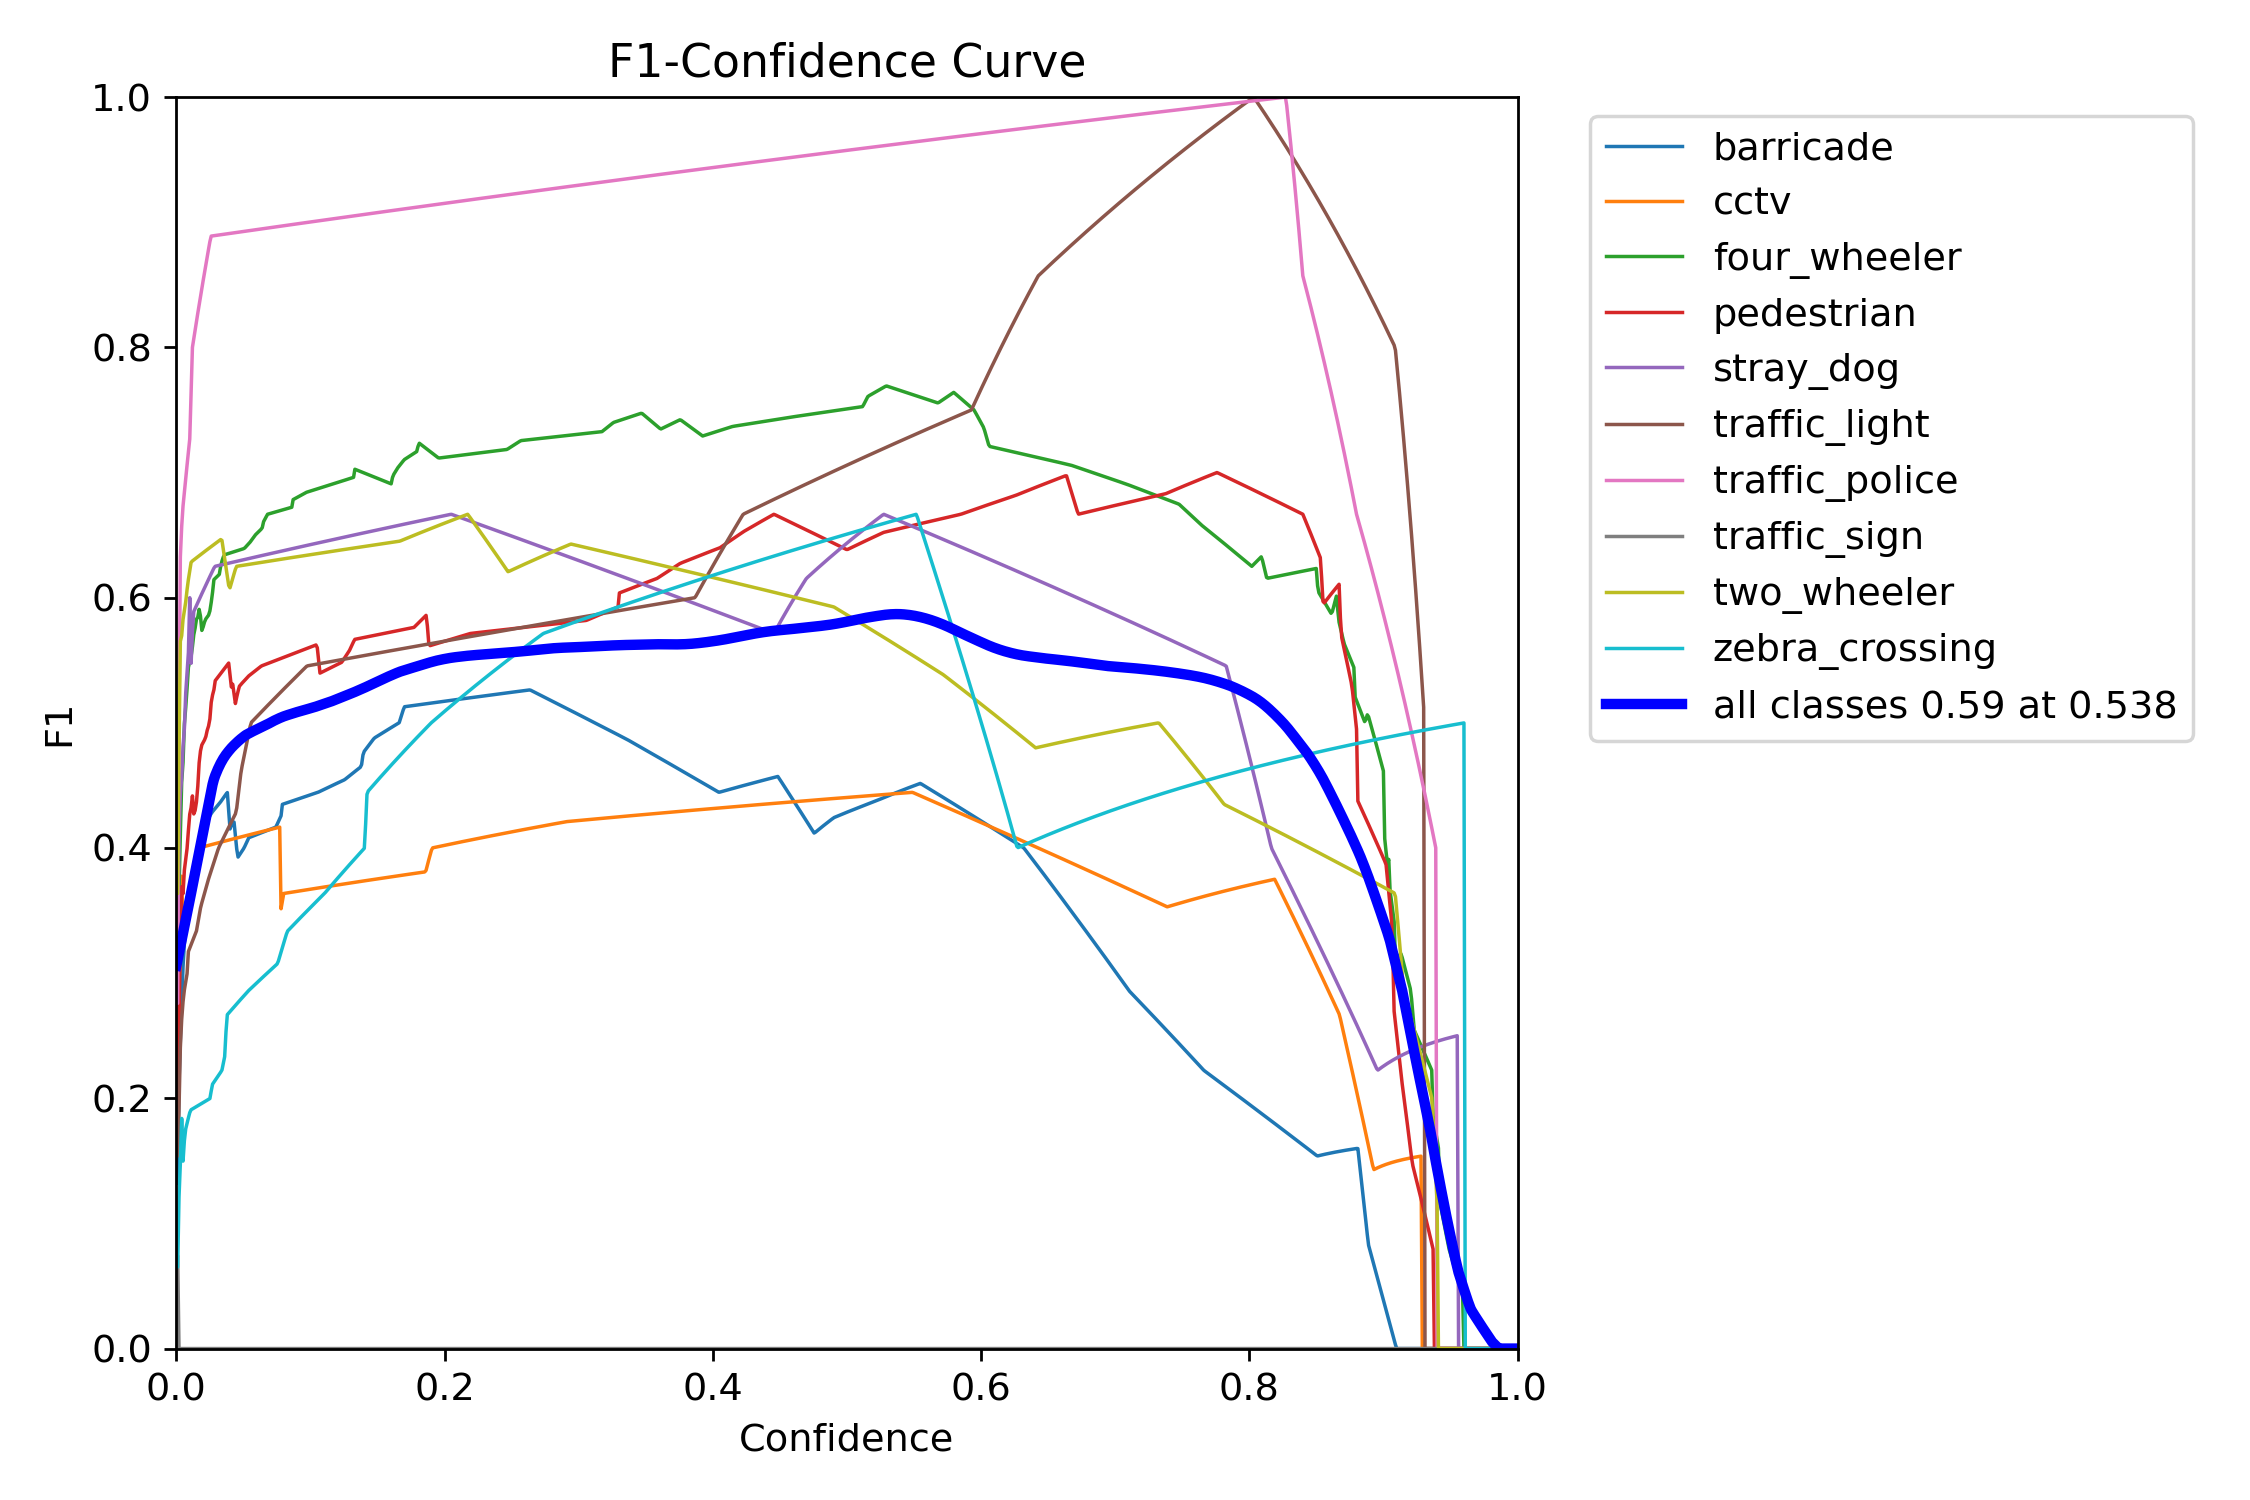 F1-Confidence Curve
1.0
0.8
0.6
0.4
0.2
0.0
F1
0.0 0.2 0.4 0.6 0.8 1.0
Confidence
barricade
cctv
four_wheeler
pedestrian
stray_dog
traffic_light
traffic_police
traffic_sign
two_wheeler
zebra_crossing
all classes 0.59 at 0.538